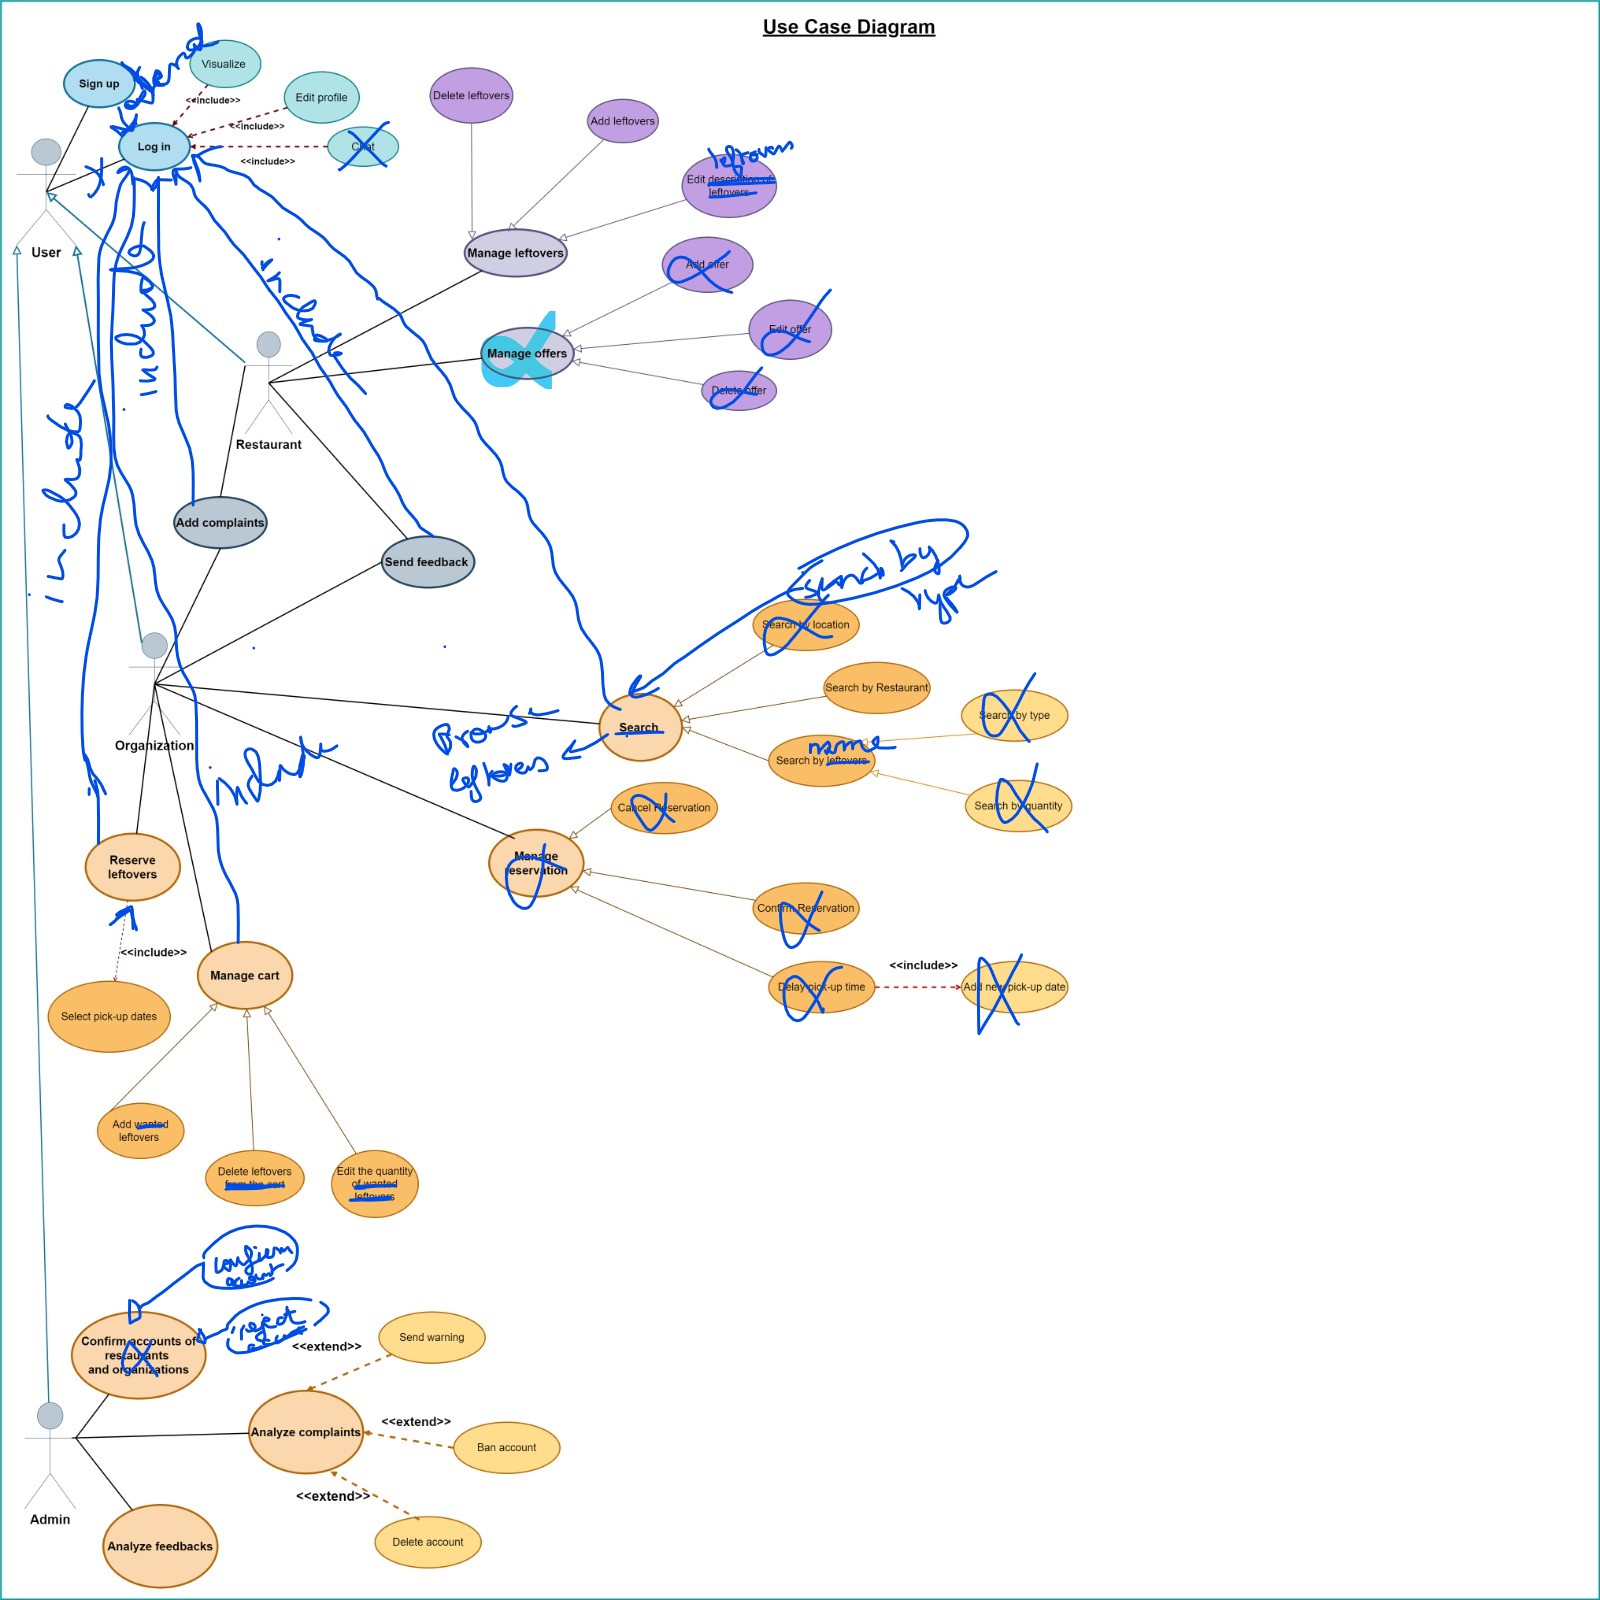 Use Case Diagram
Sign up
extend
Visualize
<<include>>
Edit profile
<<include>>
Log in
Chat
<<include>>
User
Delete leftovers
Add leftovers
leftovers
Edit description of
leftovers
Manage leftovers
Add offer
Edit offer
Manage offers
Delete offer
Restaurant
include
include
include
Add complaints
Send feedback
search by
type
Search by location
Search by Restaurant
Search by type
name
Search by leftovers
Search by quantity
Search
Browse
leftovers
Organization
include
Cancel Reservation
Manage
reservation
Confirm Reservation
Delay pick-up time
<<include>>
Add new pick-up date
Reserve
leftovers
<<include>>
Select pick-up dates
Manage cart
Add wanted
leftovers
Delete leftovers
from the cart
Edit the quantity
of wanted
leftovers
confirm
account
reject
account
Confirm accounts of
restaurants
and organizations
<<extend>>
Send warning
Analyze complaints
<<extend>>
Ban account
<<extend>>
Delete account
Admin
Analyze feedbacks